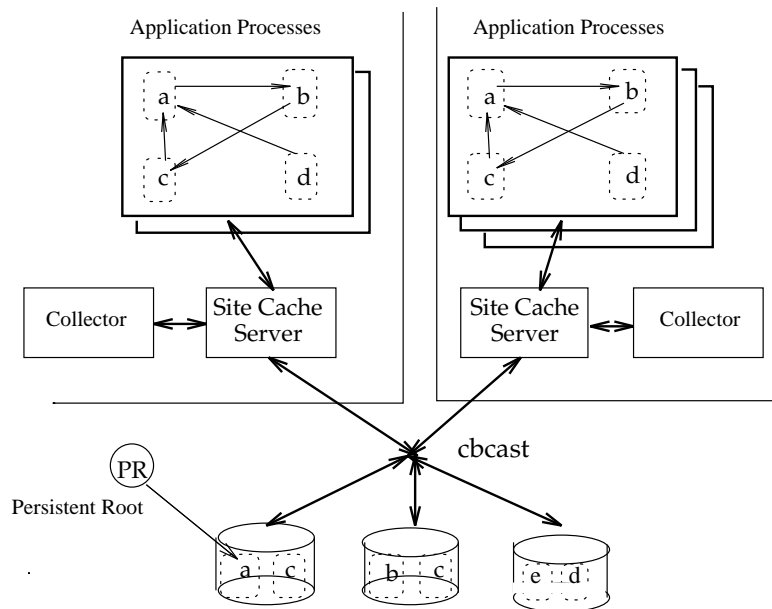 Application Processes
Application Processes
a b
c d
a b
c d
Collector
Site Cache
Server
Site Cache
Server
Collector
cbcast
PR
Persistent Root
a c
b c
e d